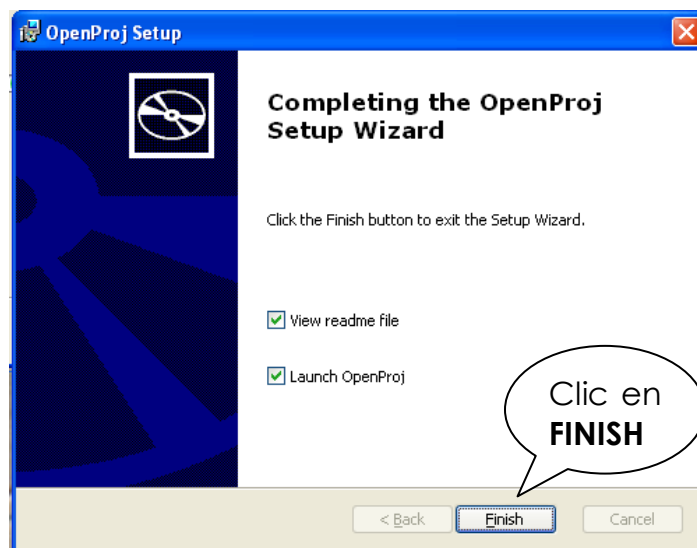 OpenProj Setup
Completing the OpenProj
Setup Wizard
Click the Finish button to exit the Setup Wizard.
View readme file
Launch OpenProj
Clic en
FINISH
< Back
Finish
Cancel